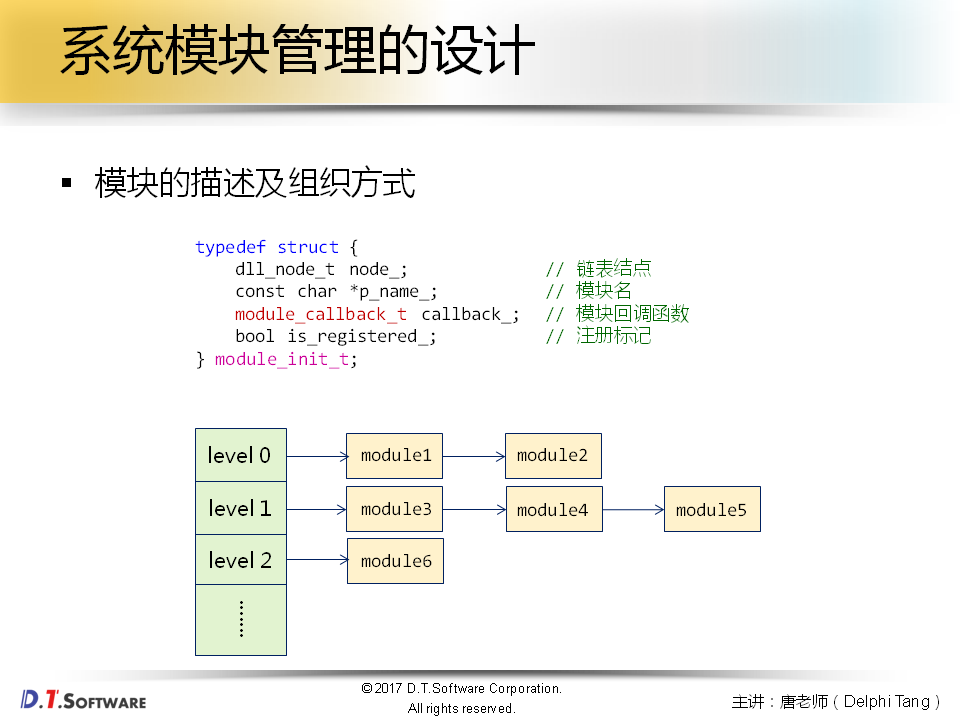 系统模块管理的设计
▪ 模块的描述及组织方式
typedef struct {
dll_node_t node_; // 链表结点
const char *p_name_; // 模块名
module_callback_t callback_; // 模块回调函数
bool is_registered_; // 注册标记
} module_init_t;
level 0 module1 module2
level 1 module3 module4 module5
level 2 module6
D.T.SOFTWARE
©2017 D.T.Software Corporation.
All rights reserved.
主讲：唐老师（Delphi Tang）